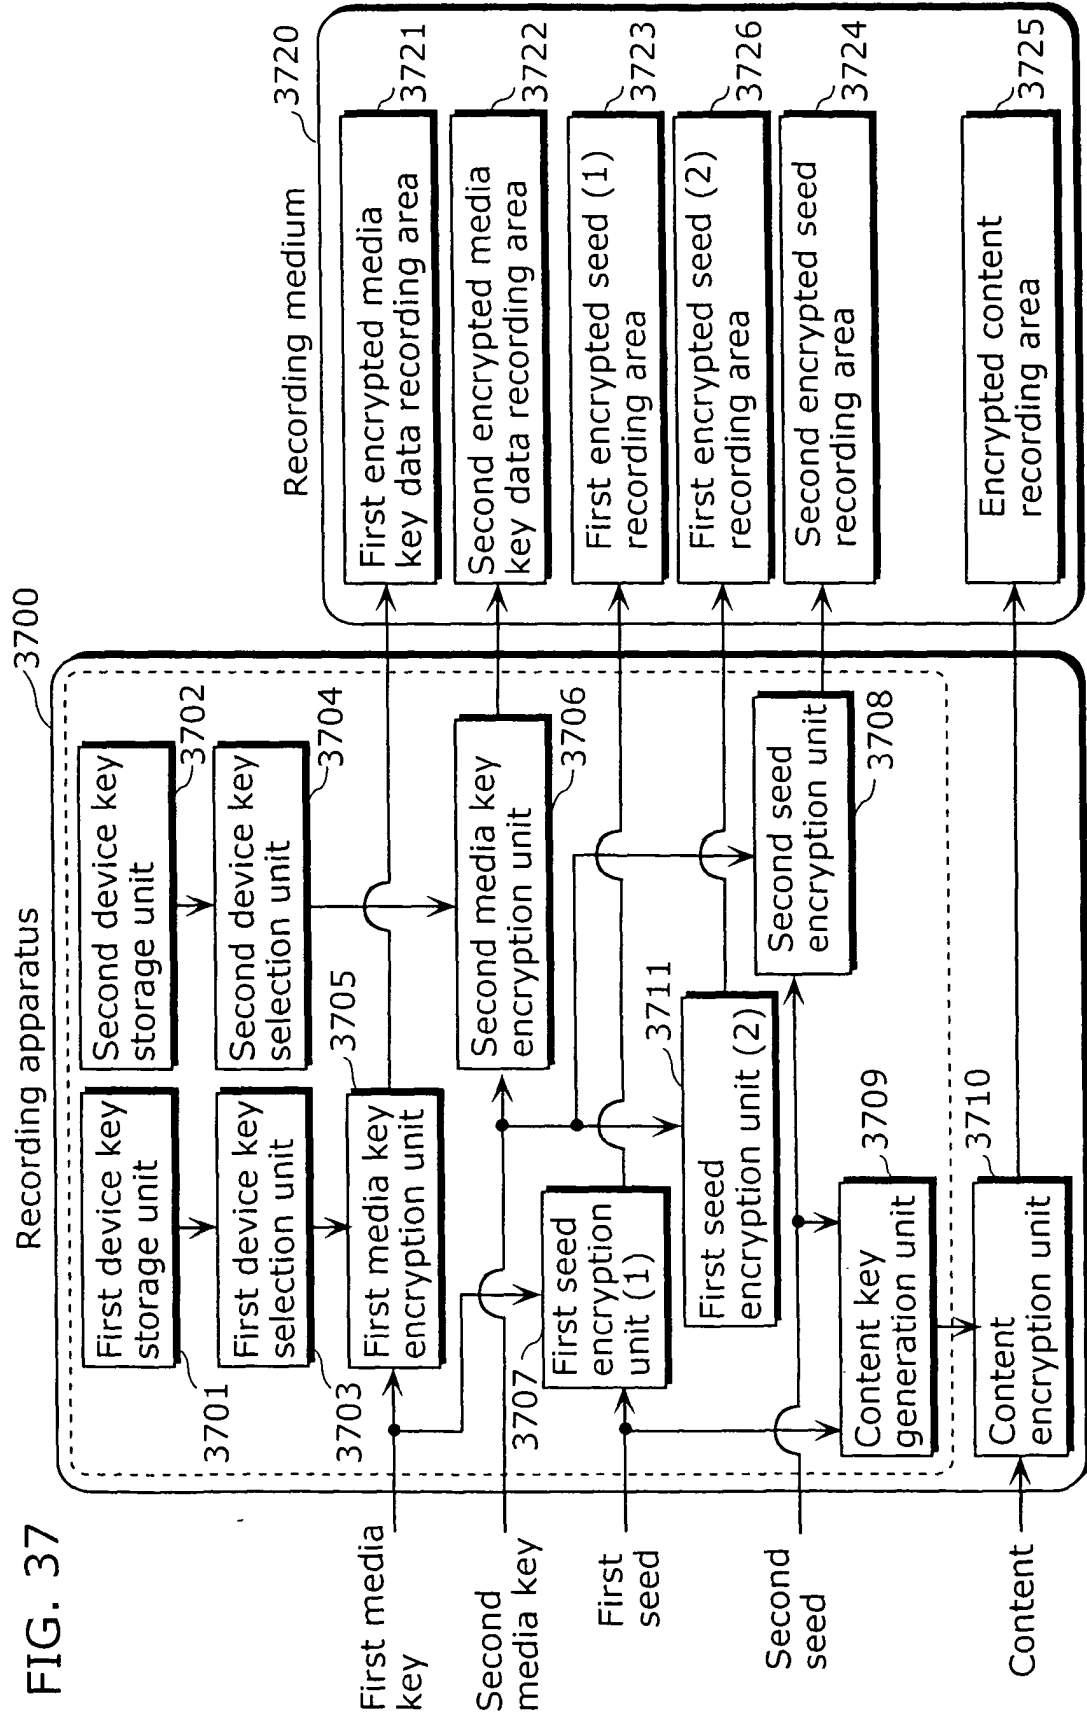 FIG. 37
Recording apparatus
3700
First device key
storage unit
3701
Second device key
storage unit
3702
First device key
selection unit
3703
Second device key
selection unit
3704
First media key
encryption unit
3705
Second media key
encryption unit
3706
First seed
encryption
unit (1)
3707
First seed
encryption unit (2)
3711
Second seed
encryption unit
3708
Content key
generation unit
3709
Content
encryption unit
3710
First media
key
Second
media key
First
seed
Second
seed
Content
Recording medium
3720
First encrypted media
key data recording area
3721
Second encrypted media
key data recording area
3722
First encrypted seed (1)
recording area
3723
First encrypted seed (2)
recording area
3726
Second encrypted seed
recording area
3724
Encrypted content
recording area
3725